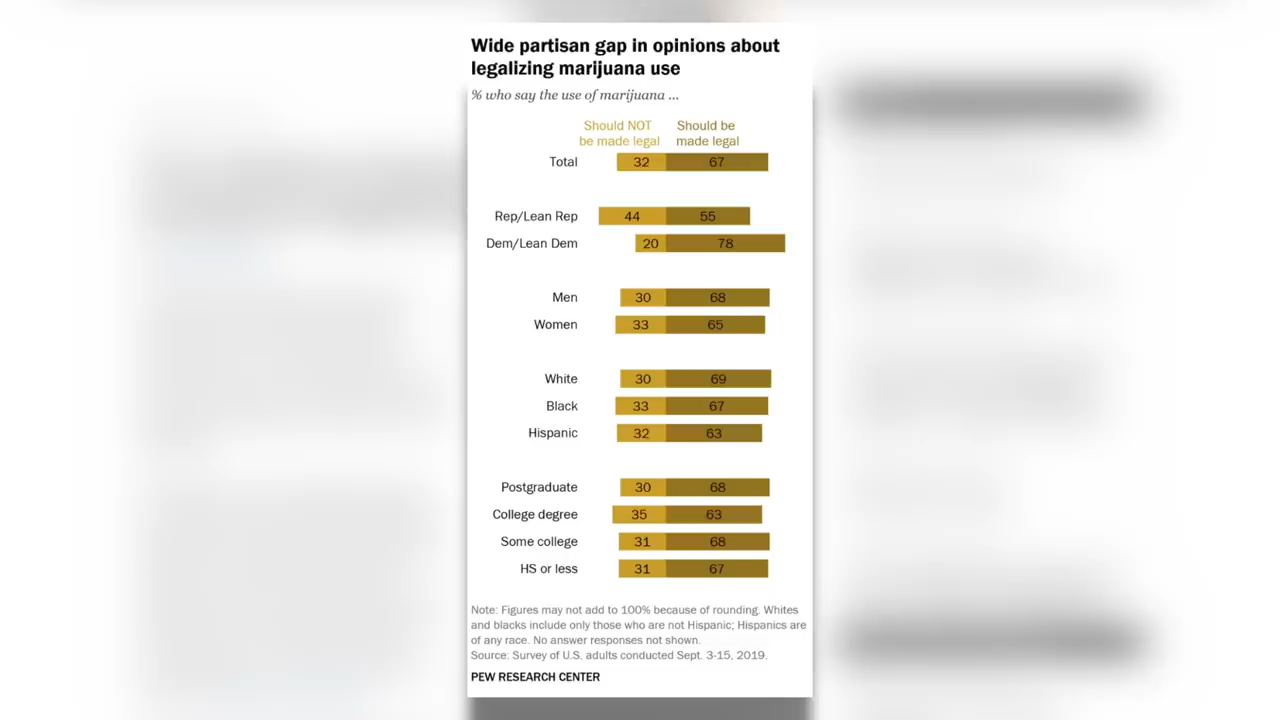 Wide partisan gap in opinions about
legalizing marijuana use
% who say the use of marijuana ...
Should NOT be made legal
Should be made legal
Total 32 67
Rep/Lean Rep 44 55
Dem/Lean Dem 20 78
Men 30 68
Women 33 65
White 30 69
Black 33 67
Hispanic 32 63
Postgraduate 30 68
College degree 35 63
Some college 31 68
HS or less 31 67
Note: Figures may not add to 100% because of rounding. Whites
and blacks include only those who are not Hispanic; Hispanics are
of any race. No answer responses not shown.
Source: Survey of U.S. adults conducted Sept. 3-15, 2019.
PEW RESEARCH CENTER